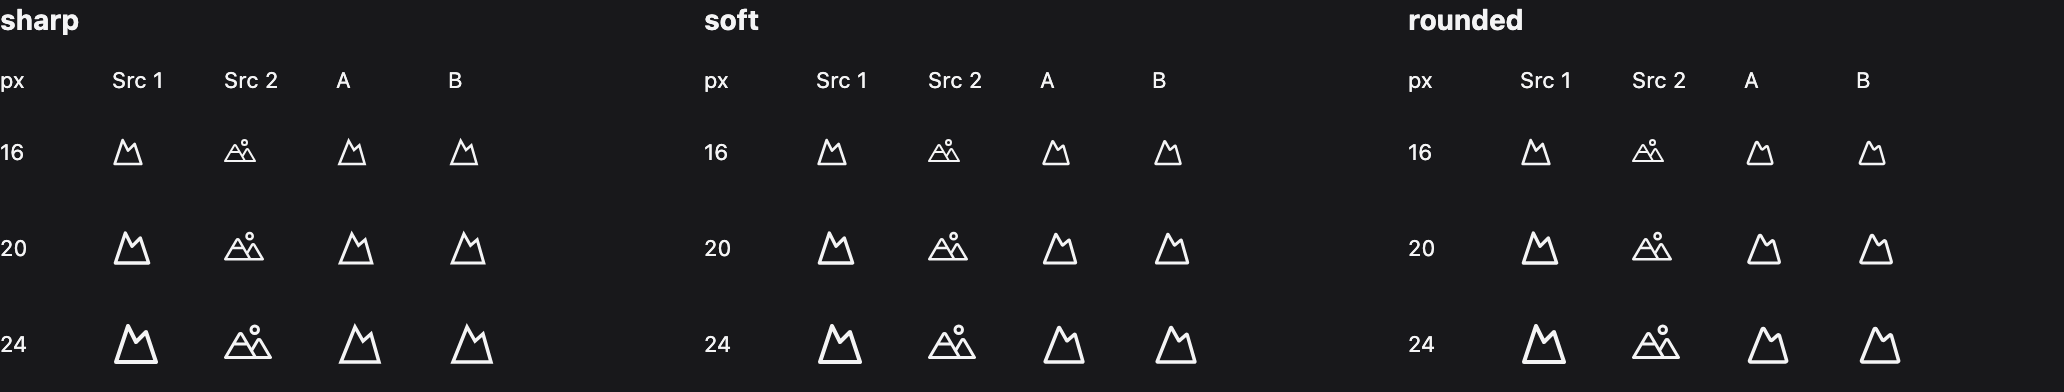 sharp soft rounded
px Src 1 Src 2 A B px Src 1 Src 2 A B px Src 1 Src 2 A B
16 16 16
20 20 20
24 24 24